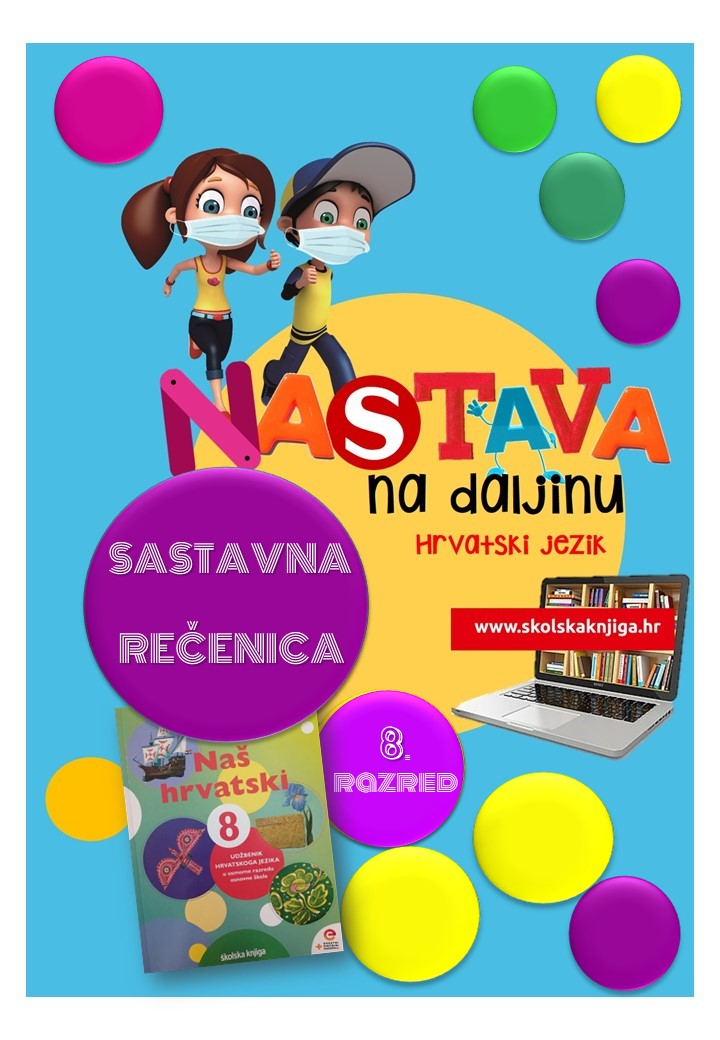 NASTAVA
na daljinu
Hrvatski jezik
SASTAVNA
REČENICA
www.skolskaknjiga.hr
8.
RAZRED
Naš
hrvatski
8
UDŽBENIK
HRVATSKOGA JEZIKA
u osmome razredu
osnovne škole
školska knjiga
e